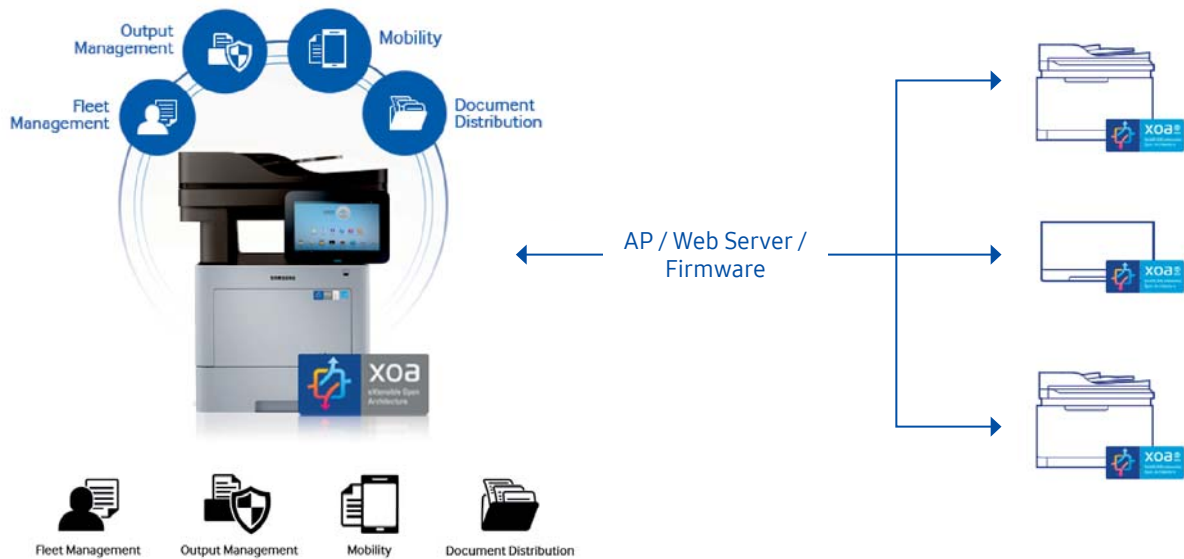 Output
Management
Mobility
Fleet
Management
Document
Distribution
SAMSUNG
xoa
eXtensible Open
Architecture
AP / Web Server /
Firmware
xoa
xoa
xoa
Fleet Management
Output Management
Mobility
Document Distribution